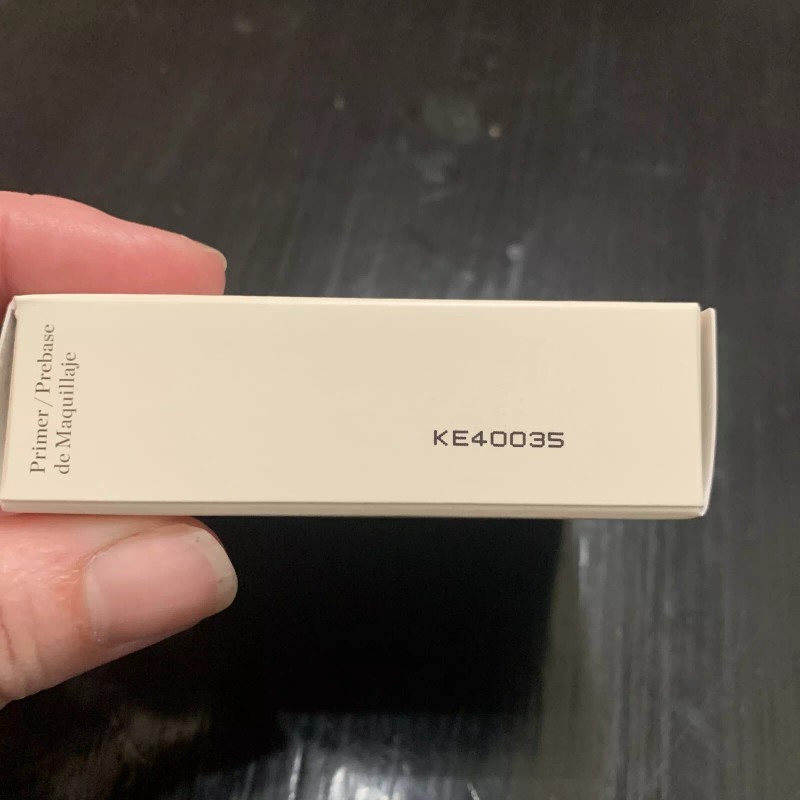 Primer / Prebase
de Maquillaje
KE40035